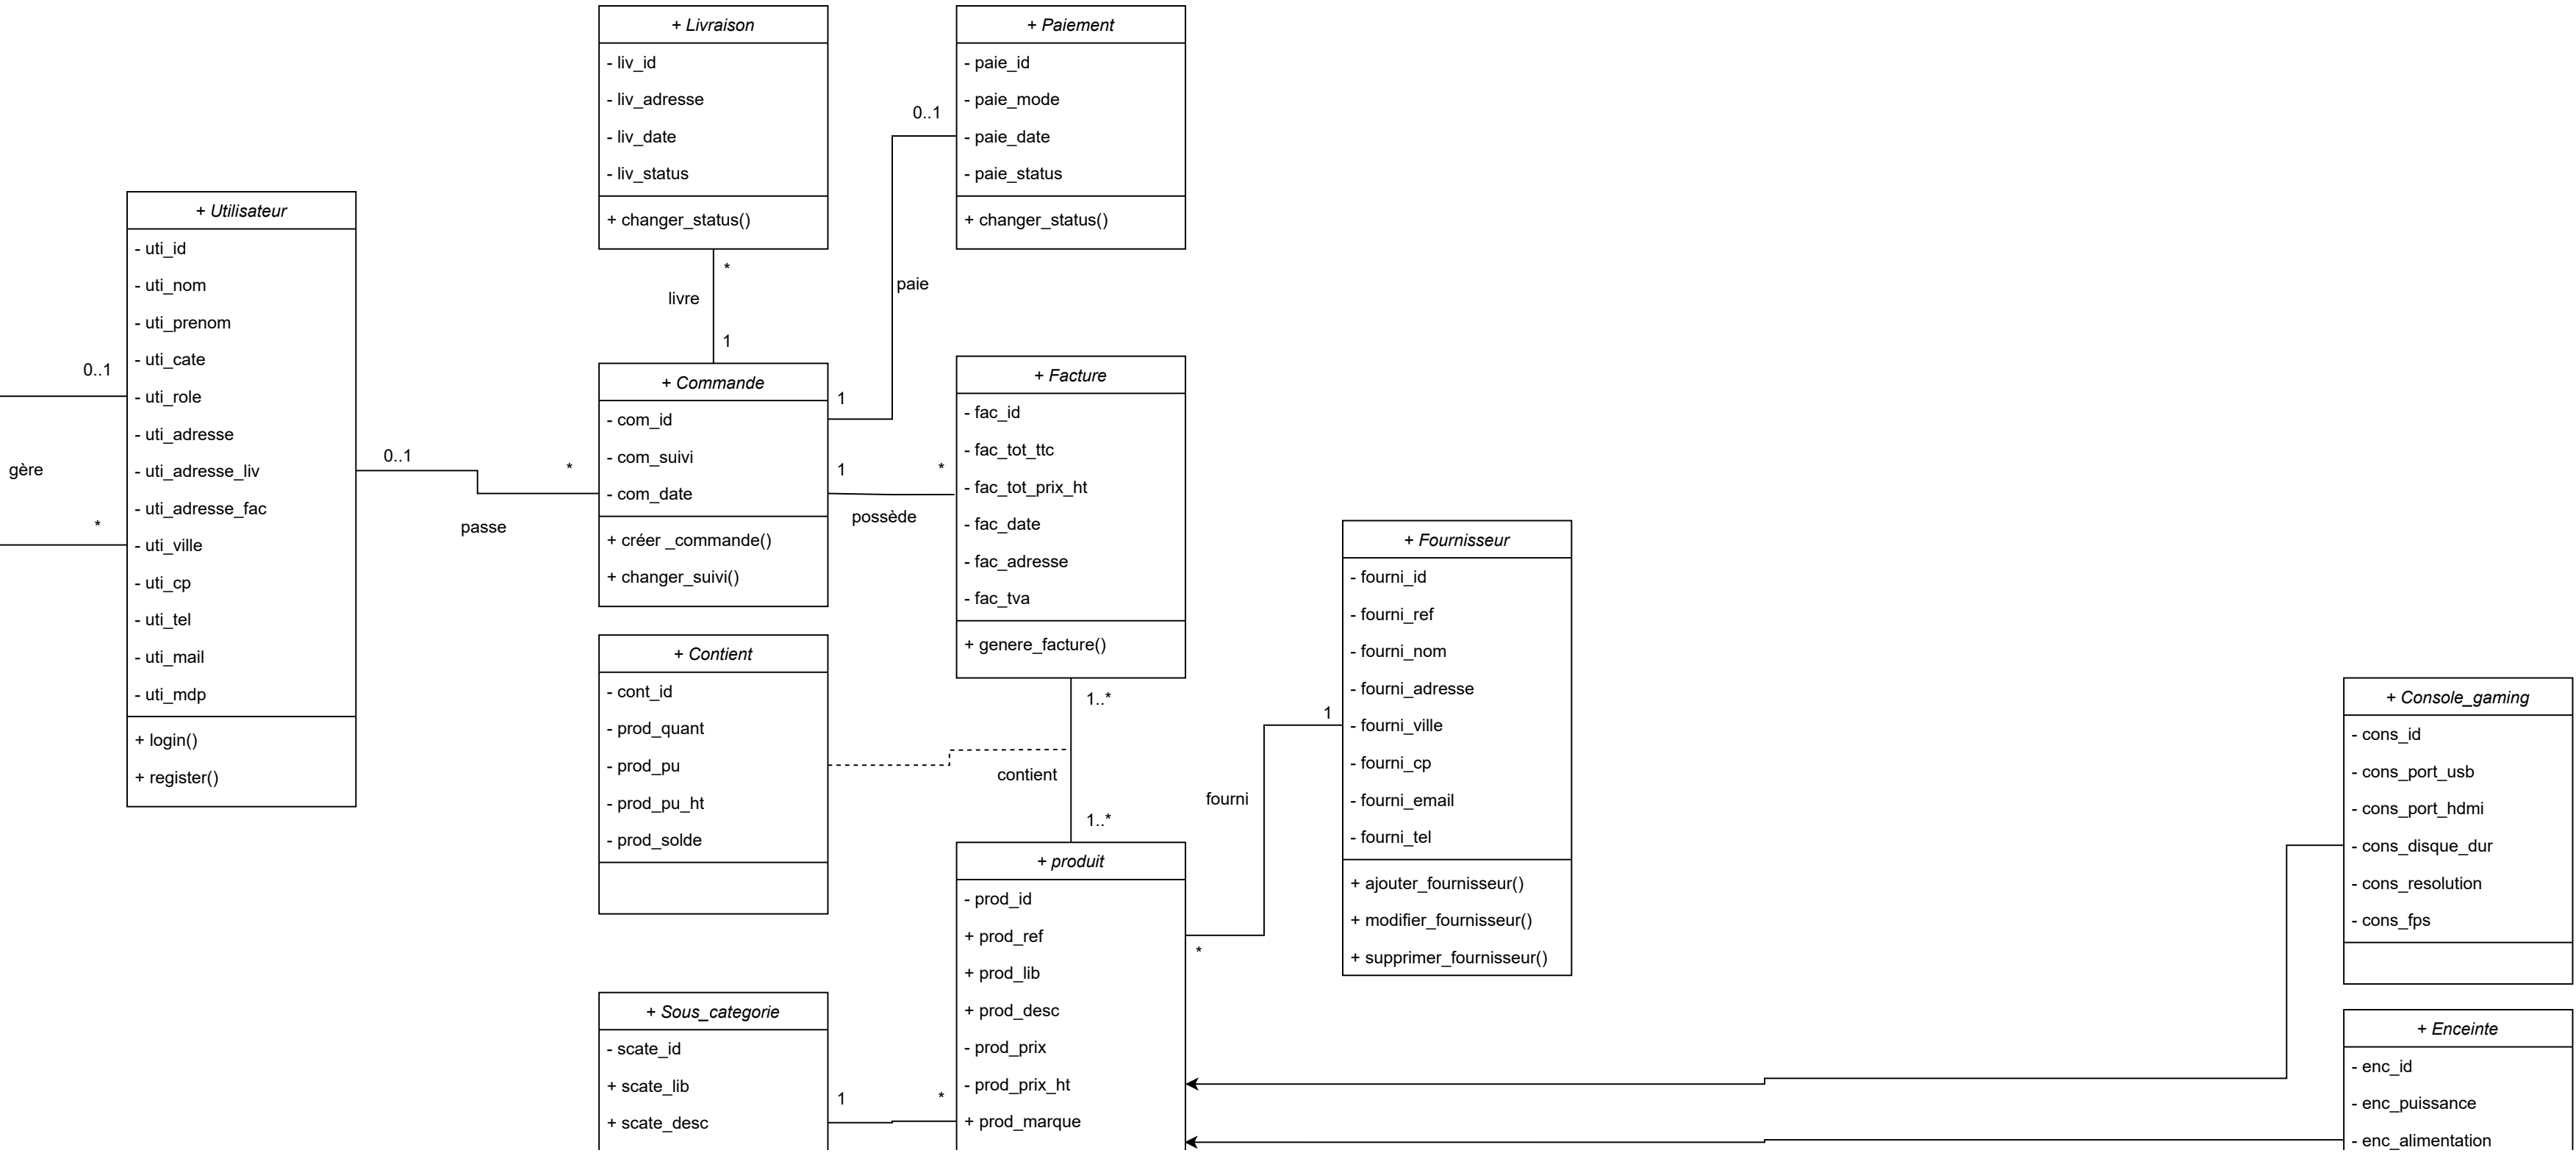 + Livraison
- liv_id
- liv_adresse
- liv_date
- liv_status
+ changer_status()
+ Paiement
- paie_id
- paie_mode
- paie_date
- paie_status
+ changer_status()
0..1
paie
*
livre
1
+ Utilisateur
- uti_id
- uti_nom
- uti_prenom
- uti_cate
- uti_role
- uti_adresse
- uti_adresse_liv
- uti_adresse_fac
- uti_ville
- uti_cp
- uti_tel
- uti_mail
- uti_mdp
+ login()
+ register()
0..1
gère
*
0..1
*
passe
+ Commande
- com_id
- com_suivi
- com_date
+ créer _commande()
+ changer_suivi()
1
1
*
possède
+ Facture
- fac_id
- fac_tot_ttc
- fac_tot_prix_ht
- fac_date
- fac_adresse
- fac_tva
+ genere_facture()
1..*
contient
1..*
+ Contient
- cont_id
- prod_quant
- prod_pu
- prod_pu_ht
- prod_solde
+ Fournisseur
- fourni_id
- fourni_ref
- fourni_nom
- fourni_adresse
- fourni_ville
- fourni_cp
- fourni_email
- fourni_tel
+ ajouter_fournisseur()
+ modifier_fournisseur()
+ supprimer_fournisseur()
1
fourni
*
+ produit
- prod_id
+ prod_ref
+ prod_lib
+ prod_desc
- prod_prix
- prod_prix_ht
+ prod_marque
+ Sous_categorie
- scate_id
+ scate_lib
+ scate_desc
1
*
+ Console_gaming
- cons_id
- cons_port_usb
- cons_port_hdmi
- cons_disque_dur
- cons_resolution
- cons_fps
+ Enceinte
- enc_id
- enc_puissance
- enc_alimentation